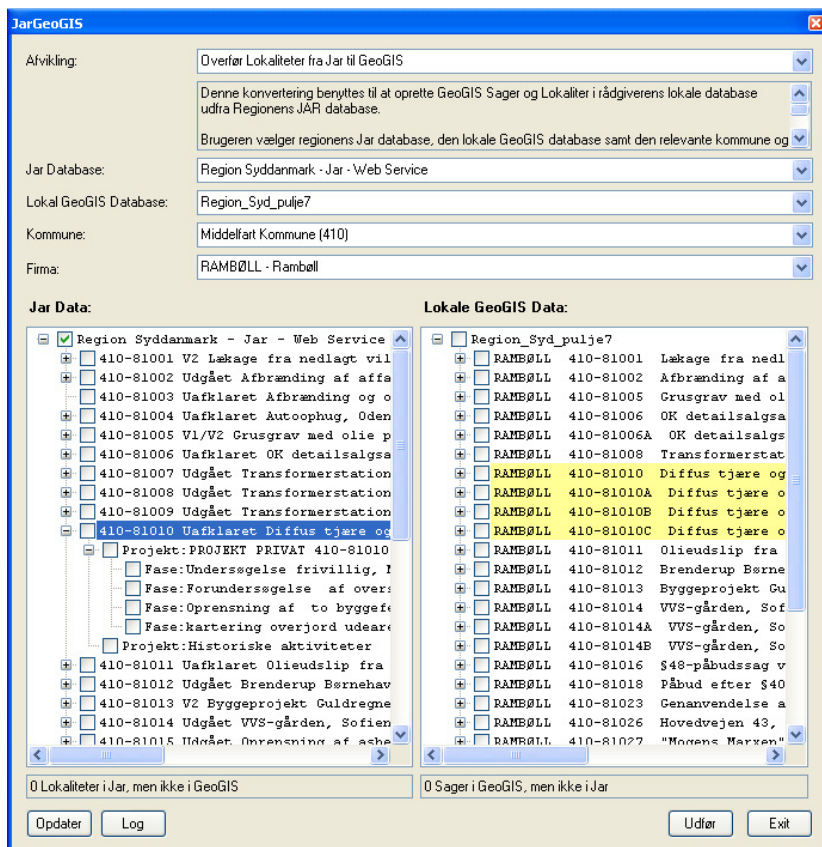 JarGeoGIS
Afvikling:
Overfør Lokaliteter fra Jar til GeoGIS
Denne konvertering benyttes til at oprette GeoGIS Sager og Lokaliter i rådgiverens lokale database
udfra Regionens JAR database.
Brugeren vælger regionens Jar database, den lokale GeoGIS database samt den relevante kommune og
Jar Database:
Region Syddanmark - Jar - Web Service
Lokal GeoGIS Database:
Region_Syd_pulje7
Kommune:
Middelfart Kommune (410)
Firma:
RAMBØLL - Rambøll
Jar Data:
Region Syddanmark - Jar - Web Service
410-81001 V2 Lækage fra nedlagt vil
410-81002 Udgået Afbrænding af affa
410-81003 Uafklaret Afbrænding og o
410-81004 Uafklaret Autoophug, Oden
410-81005 V1/V2 Grusgrav med olie p
410-81006 Uafklaret OK detailsalgsa
410-81007 Udgået Transformerstation
410-81008 Udgået Transformerstation
410-81009 Udgået Transformerstation
410-81010 Uafklaret Diffus tjære og
Projekt:PROJEKT PRIVAT 410-81010
Fase:Undersøgelse frivillig,
Fase:Forundersøgelse af overs
Fase:Oprensning af to byggefe
Fase:kartering overjord udeare
Projekt:Historiske aktiviteter
410-81011 Uafklaret Olieudslip fra
410-81012 Udgået Brenderup Børnehav
410-81013 V2 Byggeprojekt Guldregne
410-81014 Udgået VVS-gården, Sofien
410-81015 Udgået Oprensning af asbe
0 Lokaliteter i Jar, men ikke i GeoGIS
Lokale GeoGIS Data:
Region_Syd_pulje7
RAMBØLL 410-81001 Lækage fra nedl
RAMBØLL 410-81002 Afbrænding af a
RAMBØLL 410-81005 Grusgrav med ol
RAMBØLL 410-81006 OK detailsalgsa
RAMBØLL 410-81006A OK detailsalgs
RAMBØLL 410-81008 Transformerstat
RAMBØLL 410-81010 Diffus tjære og
RAMBØLL 410-81010A Diffus tjære o
RAMBØLL 410-81010B Diffus tjære o
RAMBØLL 410-81010C Diffus tjære o
RAMBØLL 410-81011 Olieudslip fra
RAMBØLL 410-81012 Brenderup Børne
RAMBØLL 410-81013 Byggeprojekt Gu
RAMBØLL 410-81014 VVS-gården, Sof
RAMBØLL 410-81014A VVS-gården, So
RAMBØLL 410-81014B VVS-gården, So
RAMBØLL 410-81016 §48-påbudssag v
RAMBØLL 410-81018 Påbud efter §40
RAMBØLL 410-81023 Genanvendelse a
RAMBØLL 410-81026 Hovedvejen 43,
RAMBØLL 410-81027 "Mogens Marxen"
0 Sager i GeoGIS, men ikke i Jar
Opdater
Log
Udfør
Exit